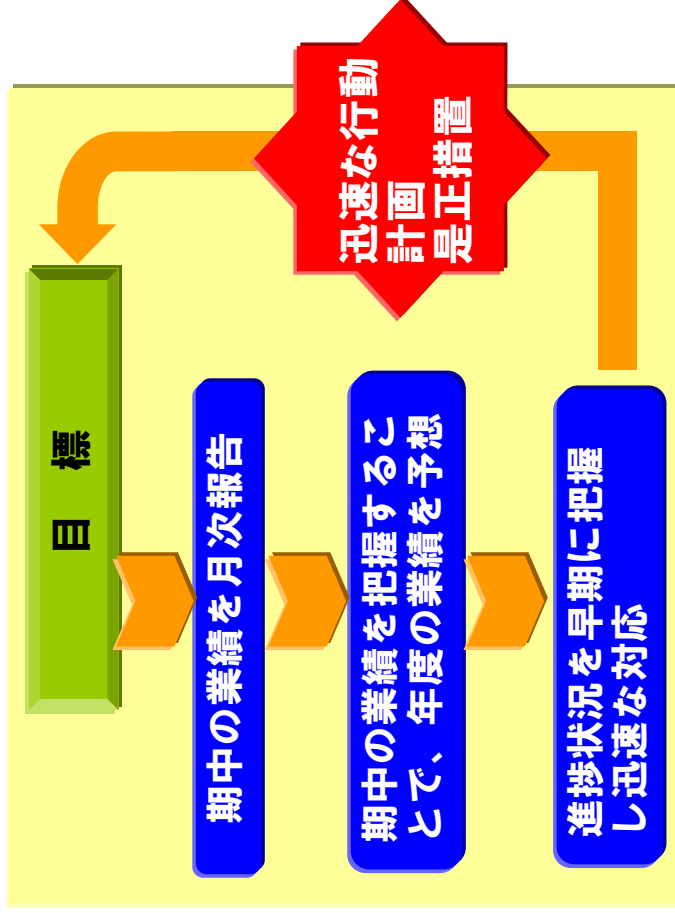 目　標
期中の業績を月次報告
期中の業績を把握するこ
とで、年度の業績を予想
進捗状況を早期に把握
し迅速な対応
迅速な行動
計画
是正措置